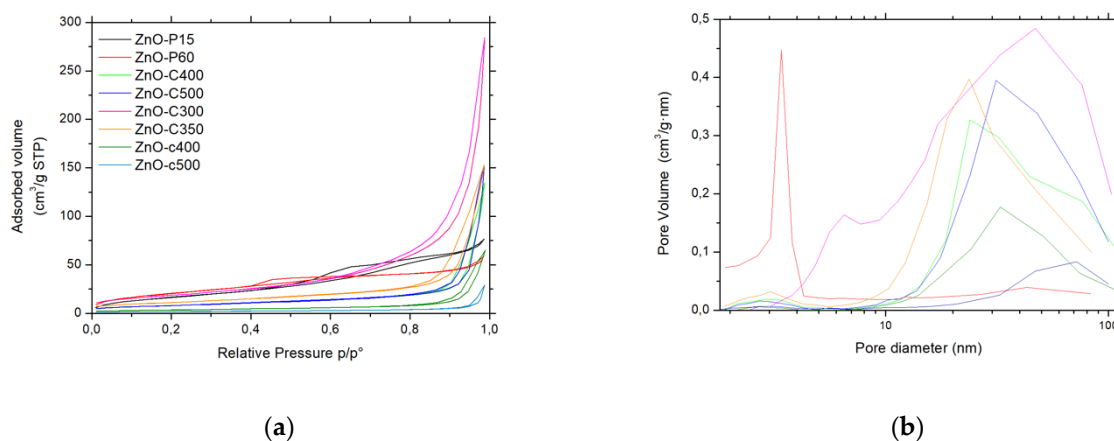 300
250
200
150
100
50
0
Adsorbed volume
(cm³/g STP)
ZnO-P15
ZnO-P60
ZnO-C400
ZnO-C500
ZnO-C300
ZnO-C350
ZnO-c400
ZnO-c500
0,0 0,2 0,4 0,6 0,8 1,0
Relative Pressure p/p°
(a)
0,5
0,4
0,3
0,2
0,1
0,0
Pore Volume (cm³/g·nm)
10 100
Pore diameter (nm)
(b)